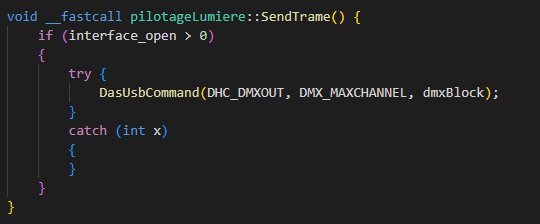 void __fastcall pilotageLumiere::SendTrame() {
    if (interface_open > 0)
    {
        try {
            DasUsbCommand(DHC_DMXOUT, DMX_MAXCHANNEL, dmxBlock);
        }
        catch (int x)
        {
        }
    }
}